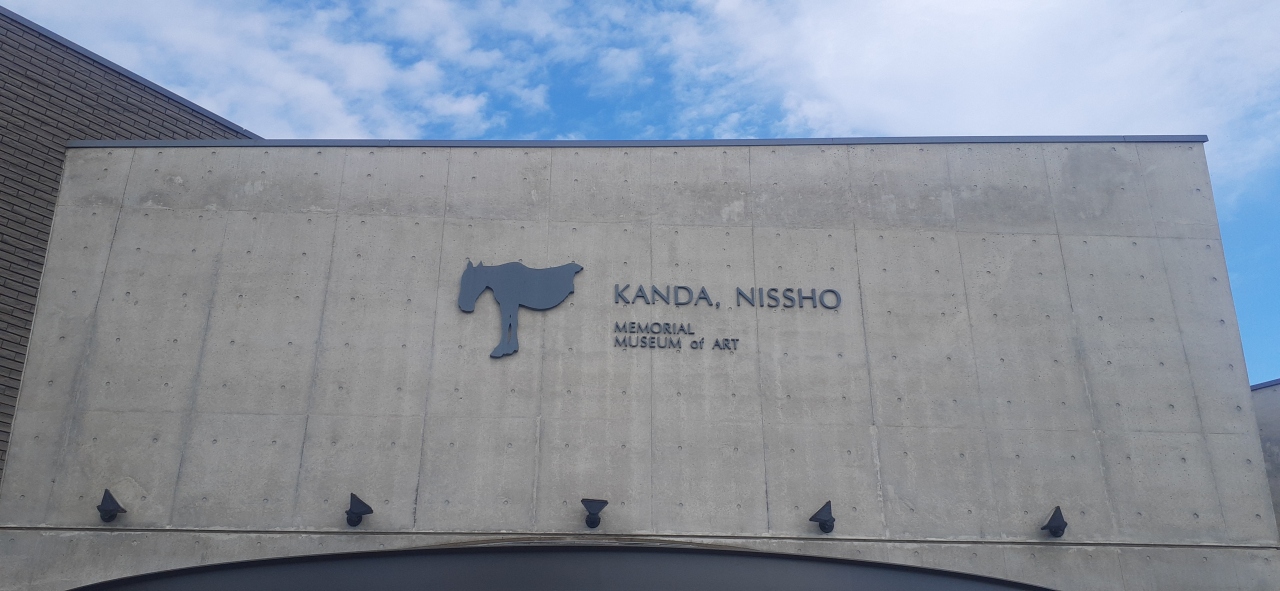 KANDA, NISSHO
MEMORIAL
MUSEUM of ART